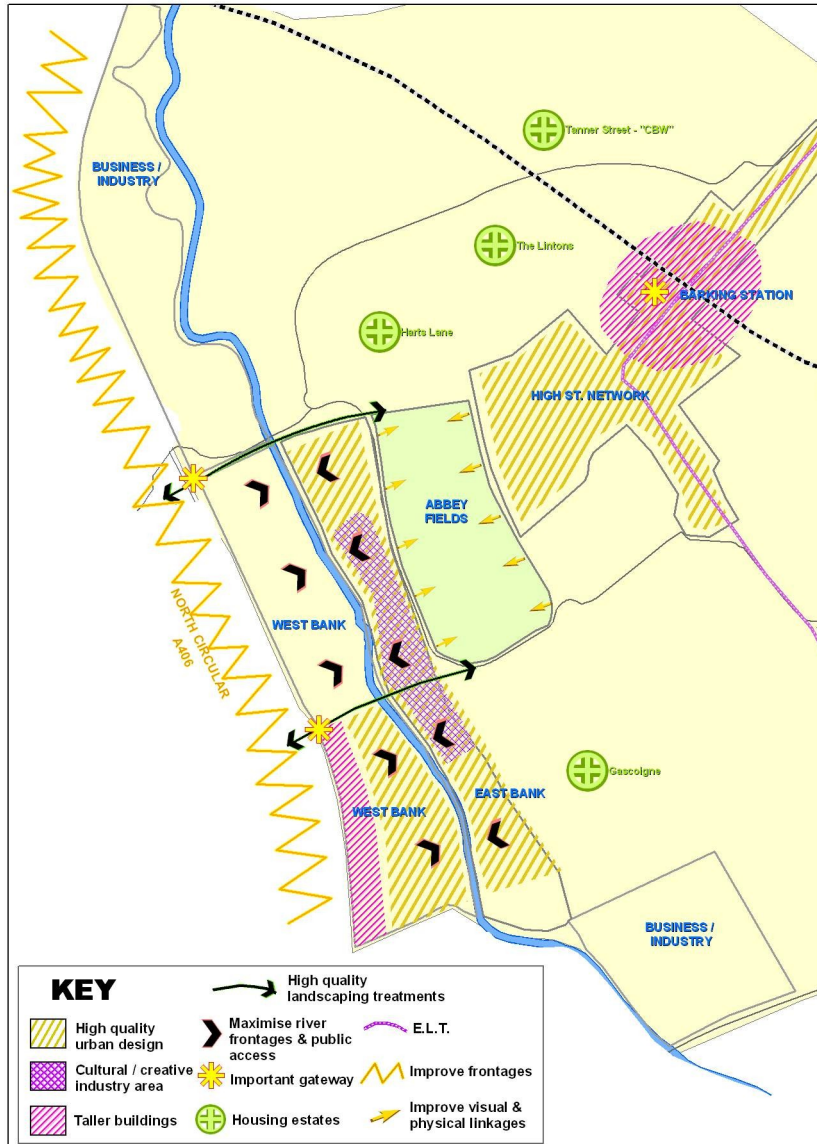 Tanner Street - "CBW"
BUSINESS /
INDUSTRY
The Lintons
BARKING STATION
Harts Lane
HIGH ST. NETWORK
ABBEY
FIELDS
WEST BANK
NORTH CIRCULAR
A406
Gascoigne
EAST BANK
WEST BANK
BUSINESS /
INDUSTRY
KEY
High quality
landscaping treatments
High quality
urban design
Maximise river
frontages & public
access
E.L.T.
Cultural / creative
industry area
Important gateway
Improve frontages
Taller buildings
Housing estates
Improve visual &
physical linkages